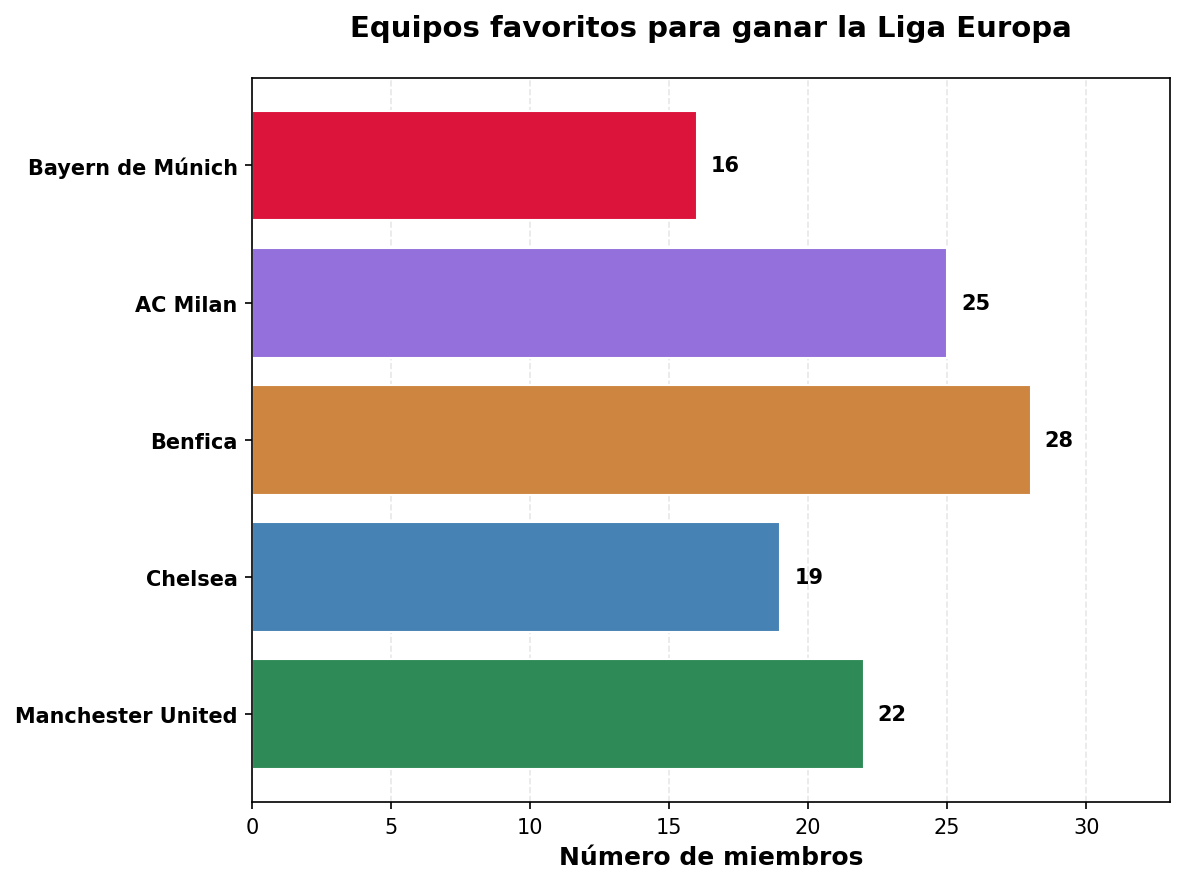 Equipos favoritos para ganar la Liga Europa
Bayern de Múnich
16
AC Milan
25
Benfica
28
Chelsea
19
Manchester United
22
0 5 10 15 20 25 30
Número de miembros